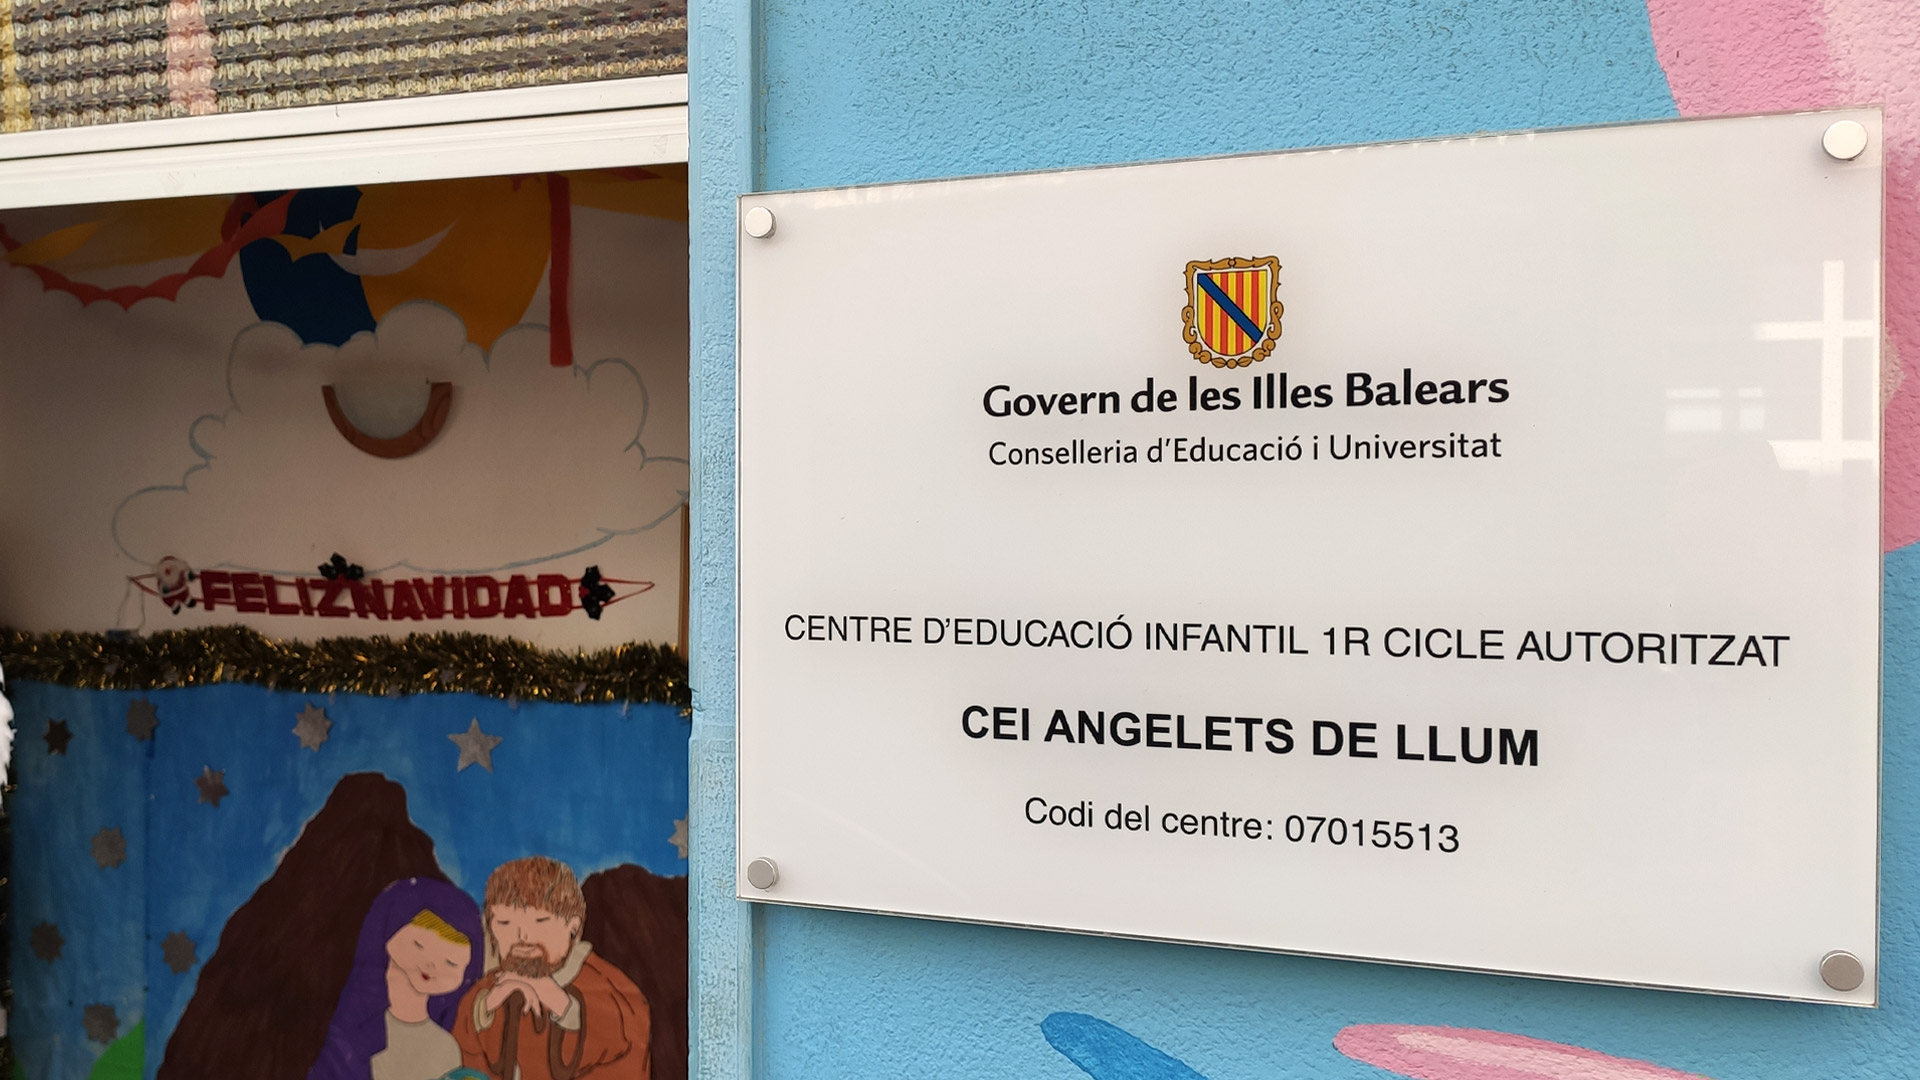 FELIZ NAVIDAD
Govern de les Illes Balears
Conselleria d'Educació i Universitat
CENTRE D'EDUCACIÓ INFANTIL 1R CICLE AUTORITZAT
CEI ANGELETS DE LLUM
Codi del centre: 07015513